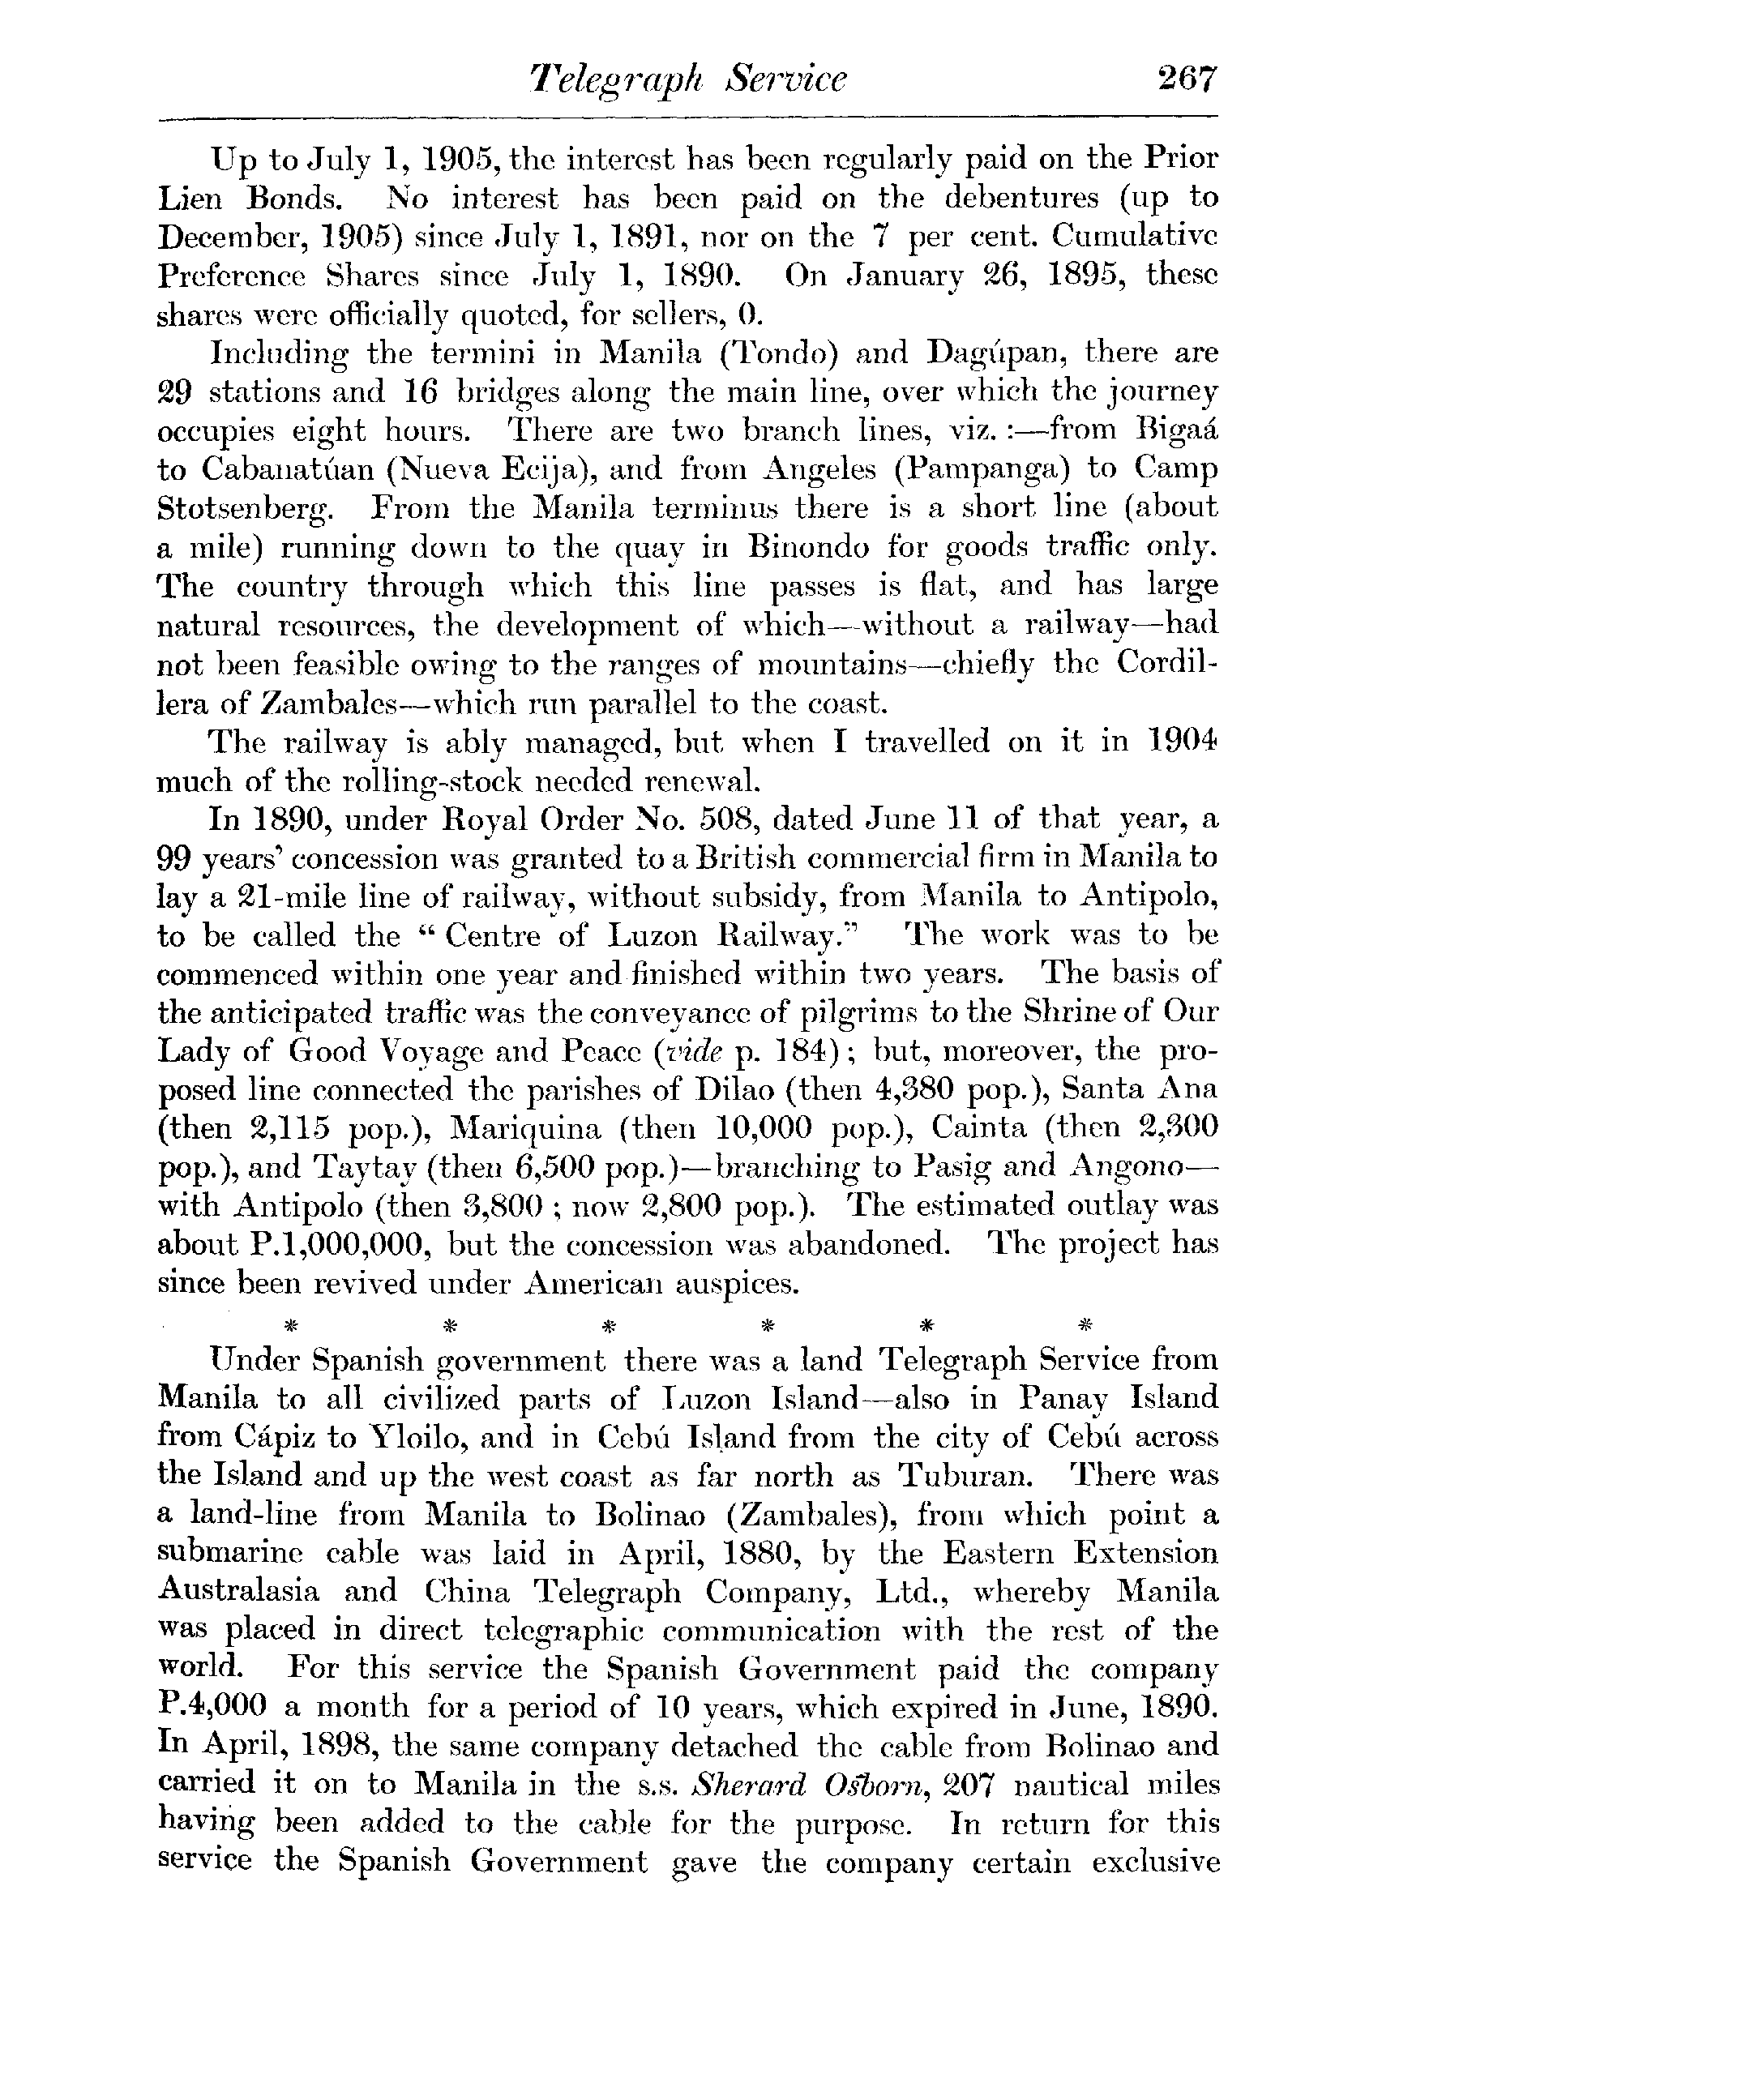 Telegraph Service 267
Up to July 1, 1905, the interest has been regularly paid on the Prior
Lien Bonds. No interest has been paid on the debentures (up to
December, 1905) since July 1, 1891, nor on the 7 per cent. Cumulative
Preference Shares since July 1, 1890. On January 26, 1895, these
shares were officially quoted, for sellers, 0.
Including the termini in Manila (Tondo) and Dagúpan, there are
29 stations and 16 bridges along the main line, over which the journey
occupies eight hours. There are two branch lines, viz. :—from Bigaá
to Cabanatúan (Nueva Ecija), and from Angeles (Pampanga) to Camp
Stotsenberg. From the Manila terminus there is a short line (about
a mile) running down to the quay in Binondo for goods traffic only.
The country through which this line passes is flat, and has large
natural resources, the development of which—without a railway—had
not been feasible owing to the ranges of mountains—chiefly the Cordil-
lera of Zambales—which run parallel to the coast.
The railway is ably managed, but when I travelled on it in 1904
much of the rolling-stock needed renewal.
In 1890, under Royal Order No. 508, dated June 11 of that year, a
99 years' concession was granted to a British commercial firm in Manila to
lay a 21-mile line of railway, without subsidy, from Manila to Antipolo,
to be called the "Centre of Luzon Railway." The work was to be
commenced within one year and finished within two years. The basis of
the anticipated traffic was the conveyance of pilgrims to the Shrine of Our
Lady of Good Voyage and Peace (vide p. 184); but, moreover, the pro-
posed line connected the parishes of Dilao (then 4,380 pop.), Santa Ana
(then 2,115 pop.), Mariquina (then 10,000 pop.), Cainta (then 2,300
pop.), and Taytay (then 6,500 pop.)—branching to Pasig and Angono—
with Antipolo (then 3,800 ; now 2,800 pop.). The estimated outlay was
about P.1,000,000, but the concession was abandoned. The project has
since been revived under American auspices.
* * * * * *
Under Spanish government there was a land Telegraph Service from
Manila to all civilized parts of Luzon Island—also in Panay Island
from Cápiz to Yloilo, and in Cebú Island from the city of Cebú across
the Island and up the west coast as far north as Tuburan. There was
a land-line from Manila to Bolinao (Zambales), from which point a
submarine cable was laid in April, 1880, by the Eastern Extension
Australasia and China Telegraph Company, Ltd., whereby Manila
was placed in direct telegraphic communication with the rest of the
world. For this service the Spanish Government paid the company
P.4,000 a month for a period of 10 years, which expired in June, 1890.
In April, 1898, the same company detached the cable from Bolinao and
carried it on to Manila in the s.s. Sherard Osborn, 207 nautical miles
having been added to the cable for the purpose. In return for this
service the Spanish Government gave the company certain exclusive